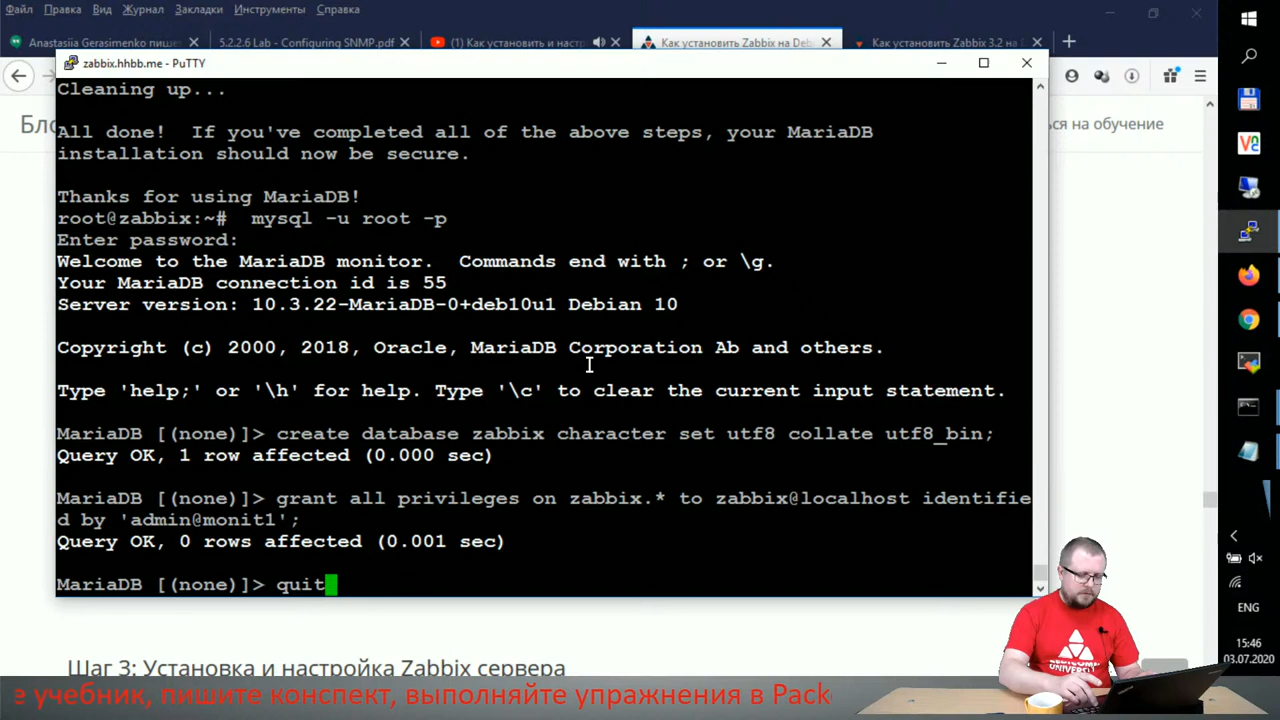 Файл Правка Вид Журнал Закладки Инструменты Справка
Anastasiia Gerasimenko пише
5.2.2.6 Lab - Configuring SNMP.pdf
(1) Как установить и настр
Как установить Zabbix на Deb
Как установить Zabbix 3.2 на
zabbix.hhbb.me - PuTTY
Бло
ься на обучение
Cleaning up...
All done!  If you've completed all of the above steps, your MariaDB
installation should now be secure.
Thanks for using MariaDB!
root@zabbix:~#  mysql -u root -p
Enter password:
Welcome to the MariaDB monitor.  Commands end with ; or \g.
Your MariaDB connection id is 55
Server version: 10.3.22-MariaDB-0+deb10u1 Debian 10
Copyright (c) 2000, 2018, Oracle, MariaDB Corporation Ab and others.
Type 'help;' or '\h' for help. Type '\c' to clear the current input statement.
MariaDB [(none)]> create database zabbix character set utf8 collate utf8_bin;
Query OK, 1 row affected (0.000 sec)
MariaDB [(none)]> grant all privileges on zabbix.* to zabbix@localhost identifie
d by 'admin@monit1';
Query OK, 0 rows affected (0.001 sec)
MariaDB [(none)]> quit
ENG
15:46
03.07.2020
Шаг 3: Установка и настройка Zabbix сервера
е учебник, пишите конспект, выполняйте упражнения в Pack